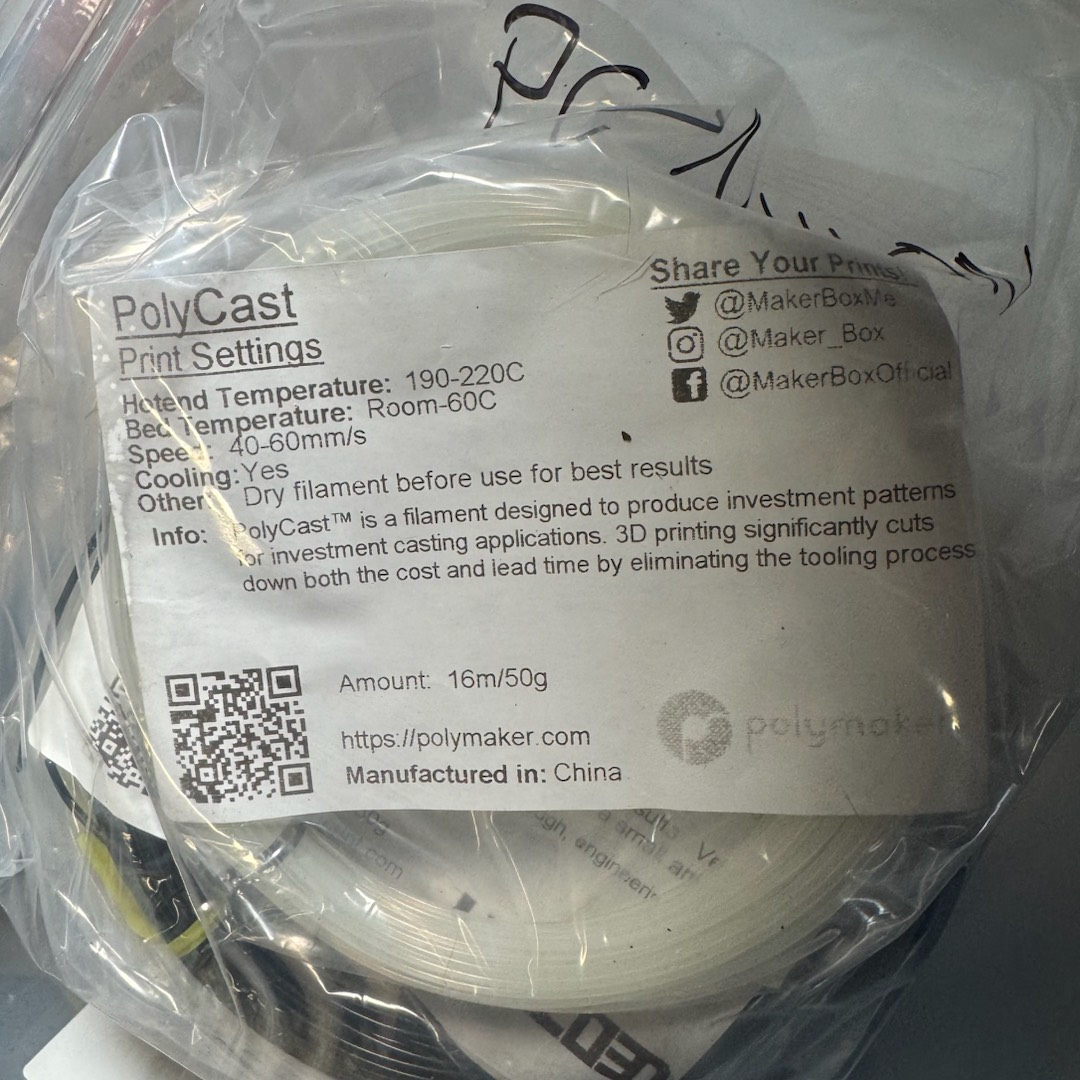 PolyCast
Print Settings
Hotend Temperature: 190-220C
Bed Temperature: Room-60C
Speed: 40-60mm/s
Cooling: Yes
Other: Dry filament before use for best results
Info: PolyCast™ is a filament designed to produce investment patterns
for investment casting applications. 3D printing significantly cuts
down both the cost and lead time by eliminating the tooling process
Share Your Prints!
@MakerBoxMe
@Maker_Box
@MakerBoxOfficial
Amount: 16m/50g
https://polymaker.com
Manufactured in: China
polymaker